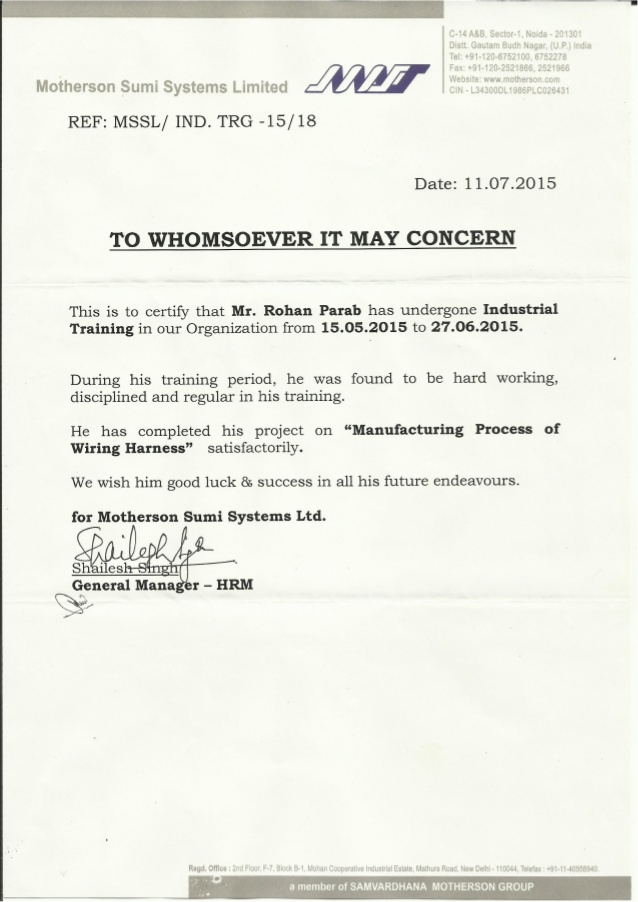 C-14 A&B, Sector-1, Noida - 201301
Distt. Gautam Budh Nagar, (U.P.) India
Tel: +91-120-6752100, 6752278
Fax: +91-120-2521866, 2521966
Website: www.motherson.com
CIN - L34300DL1986PLC026431
Motherson Sumi Systems Limited
REF: MSSL/ IND. TRG -15/18
Date: 11.07.2015
TO WHOMSOEVER IT MAY CONCERN
This is to certify that Mr. Rohan Parab has undergone Industrial
Training in our Organization from 15.05.2015 to 27.06.2015.
During his training period, he was found to be hard working,
disciplined and regular in his training.
He has completed his project on “Manufacturing Process of
Wiring Harness” satisfactorily.
We wish him good luck & success in all his future endeavours.
for Motherson Sumi Systems Ltd.
Shailesh Singh
General Manager – HRM
Regd. Office : 2nd Floor, F-7, Block B-1, Mohan Cooperative Industrial Estate, Mathura Road, New Delhi - 110044, Telefax :
a member of SAMVARDHANA MOTHERSON GROUP